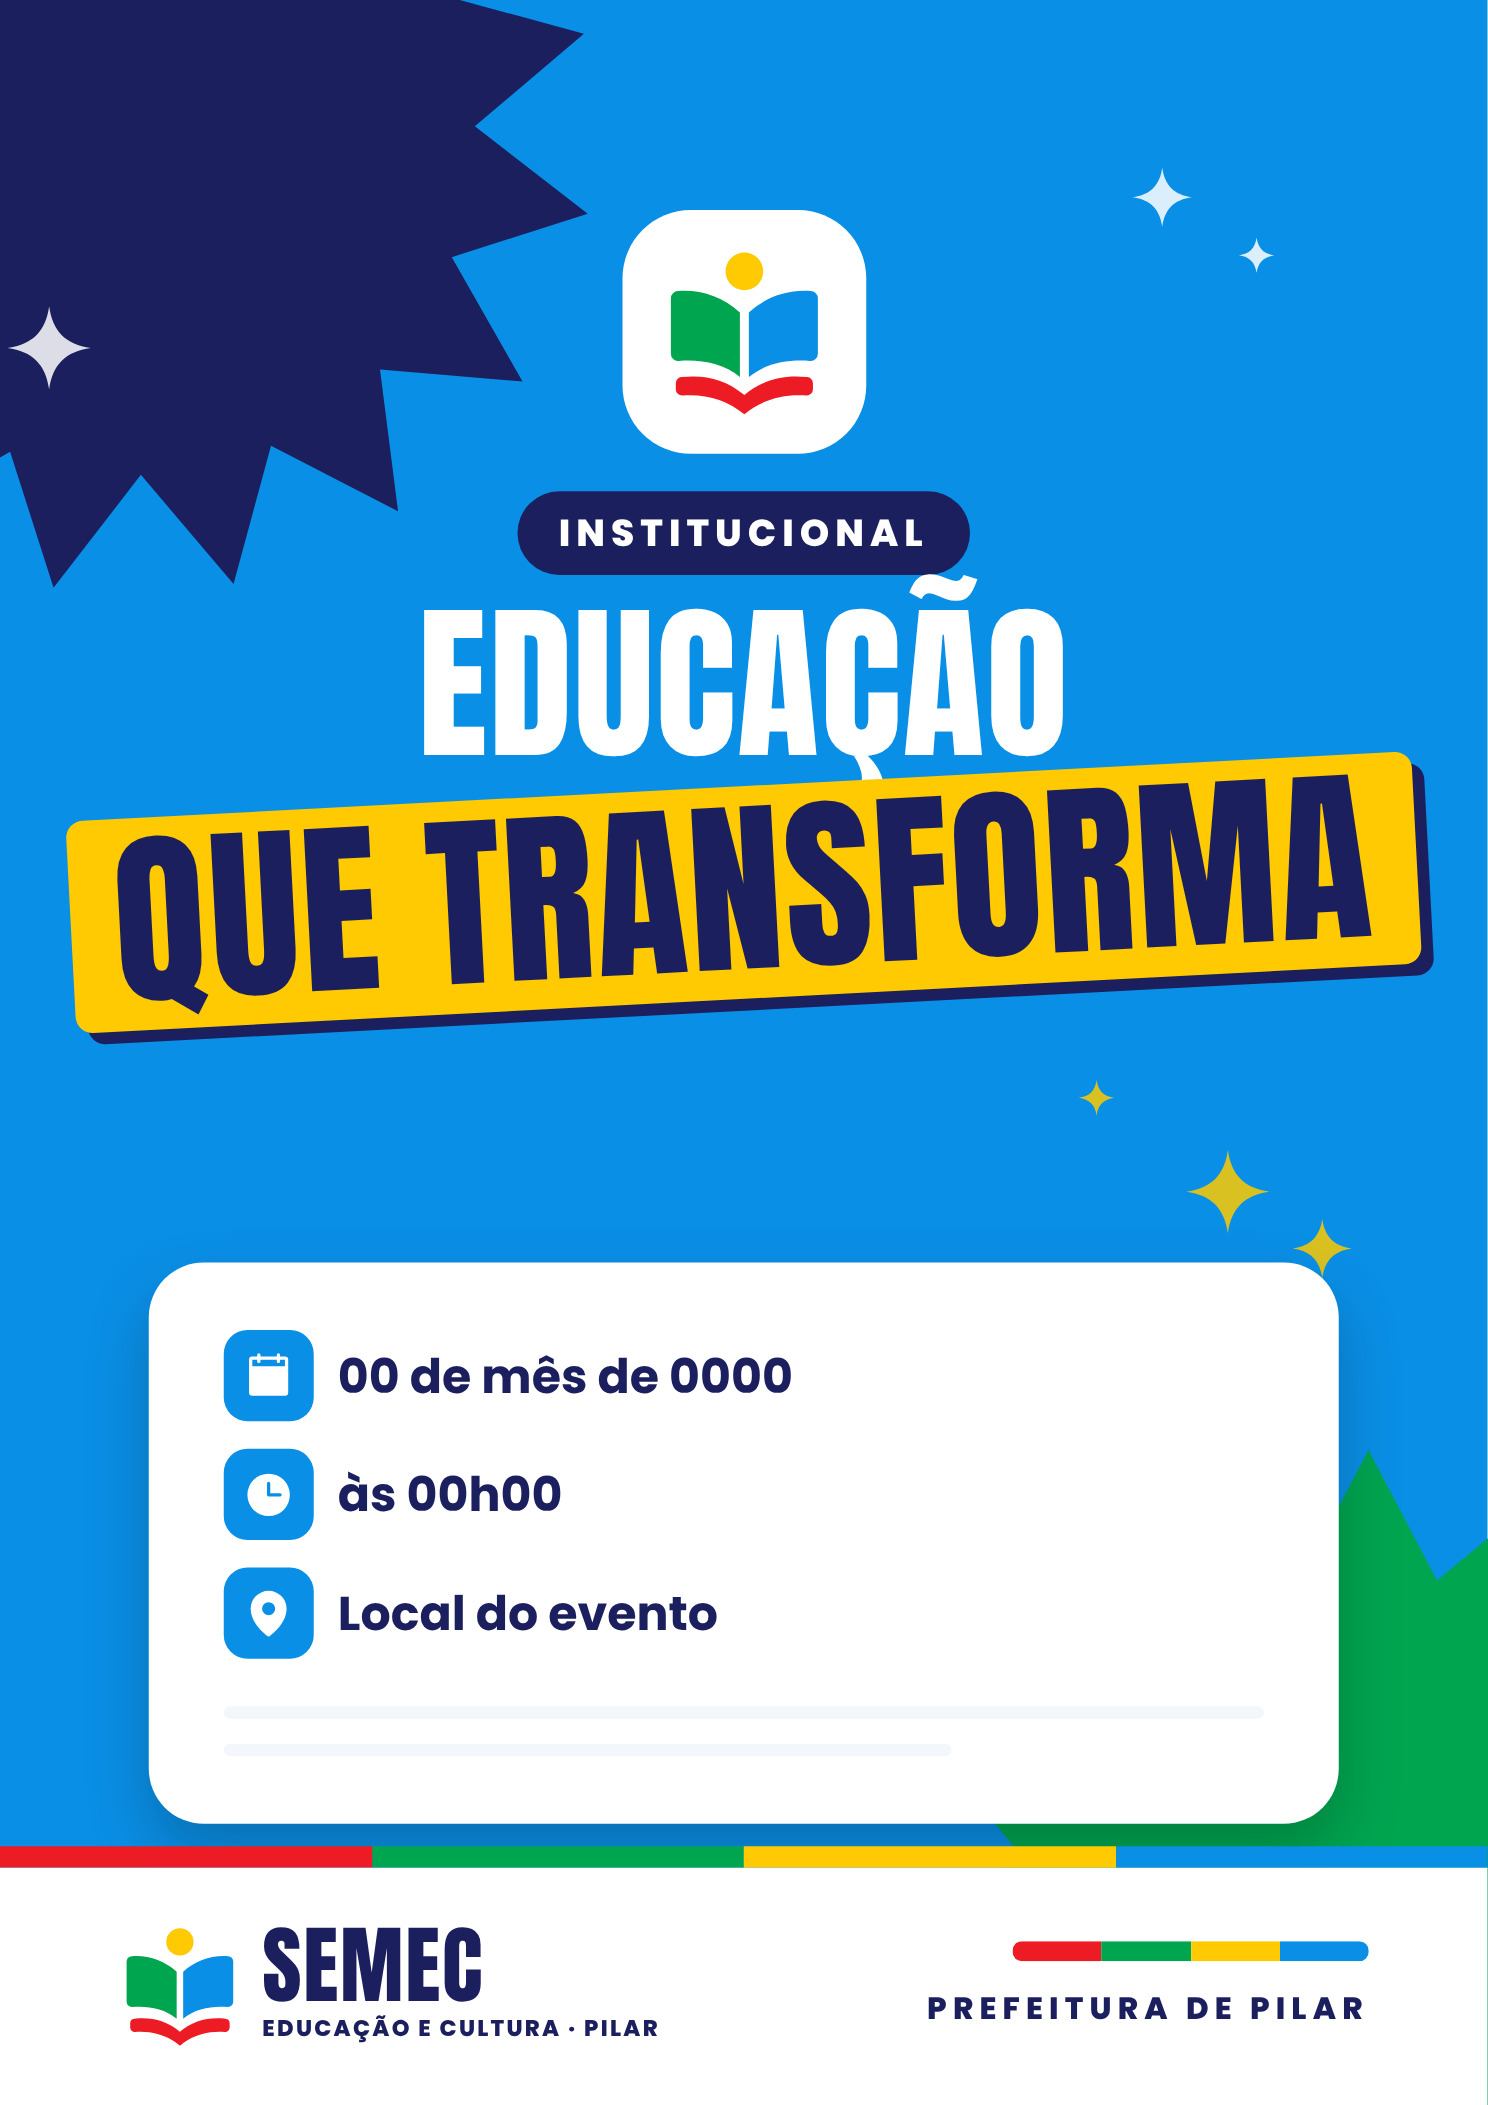 INSTITUCIONAL
EDUCAÇÃO
QUE TRANSFORMA
00 de mês de 0000
às 00h00
Local do evento
SEMEC
EDUCAÇÃO E CULTURA · PILAR
PREFEITURA DE PILAR